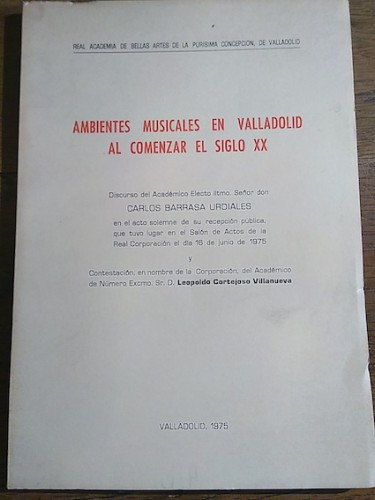 REAL ACADEMIA DE BELLAS ARTES DE LA PURISIMA CONCEPCION, DE VALLADOLID
AMBIENTES MUSICALES EN VALLADOLID
AL COMENZAR EL SIGLO XX
Discurso del Académico Electo Iltmo. Señor don
CARLOS BARRASA URDIALES
en el acto solemne de su recepción pública,
que tuvo lugar en el Salón de Actos de la
Real Corporación el día 16 de junio de 1975
y
Contestación, en nombre de la Corporación, del Académico
de Número Excmo. Sr. D. Leopoldo Cortejoso Villanueva
VALLADOLID, 1975